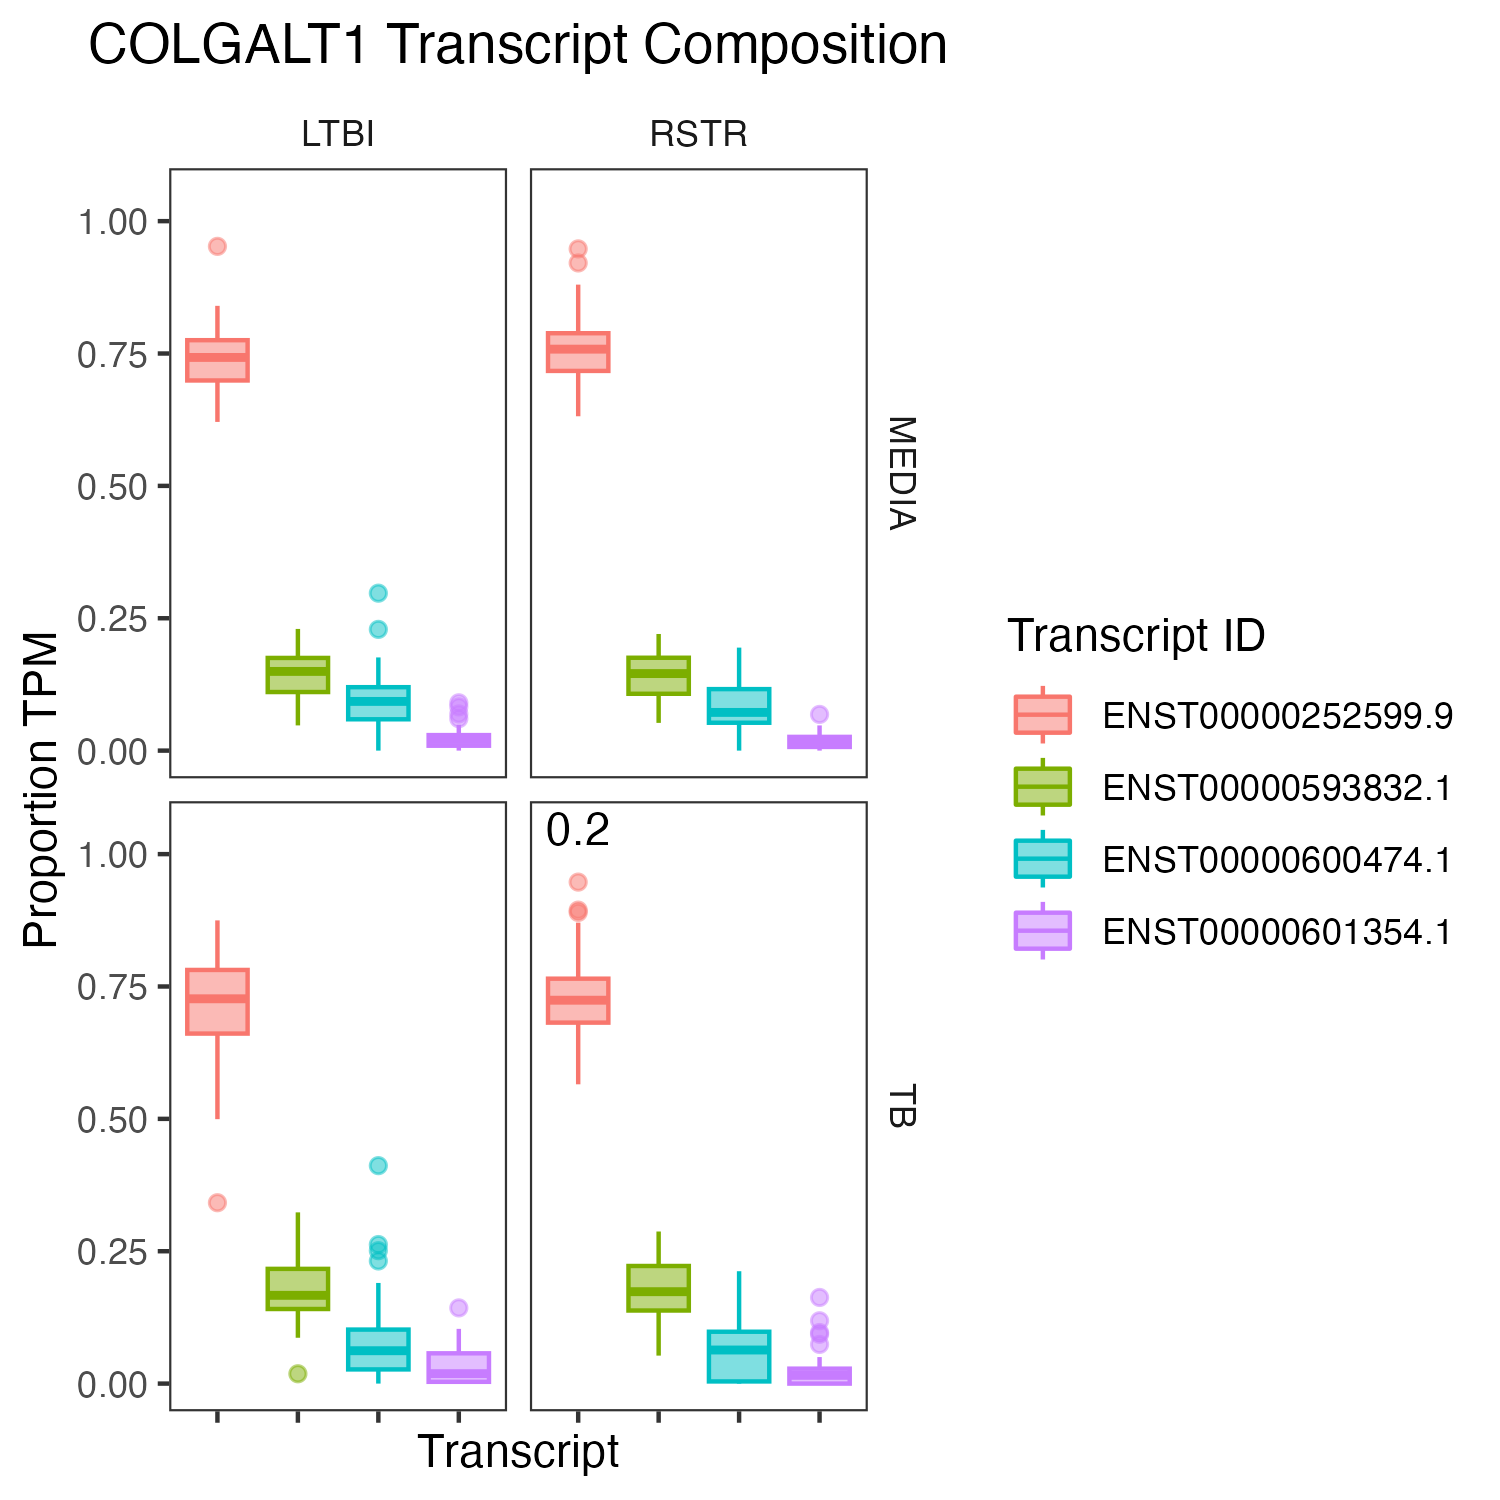 COLGALT1 Transcript Composition
LTBI
RSTR
1.00
0.75
0.50
0.25
0.00
MEDIA
0.2
1.00
0.75
0.50
0.25
0.00
TB
Proportion TPM
Transcript
Transcript ID
ENST00000252599.9
ENST00000593832.1
ENST00000600474.1
ENST00000601354.1